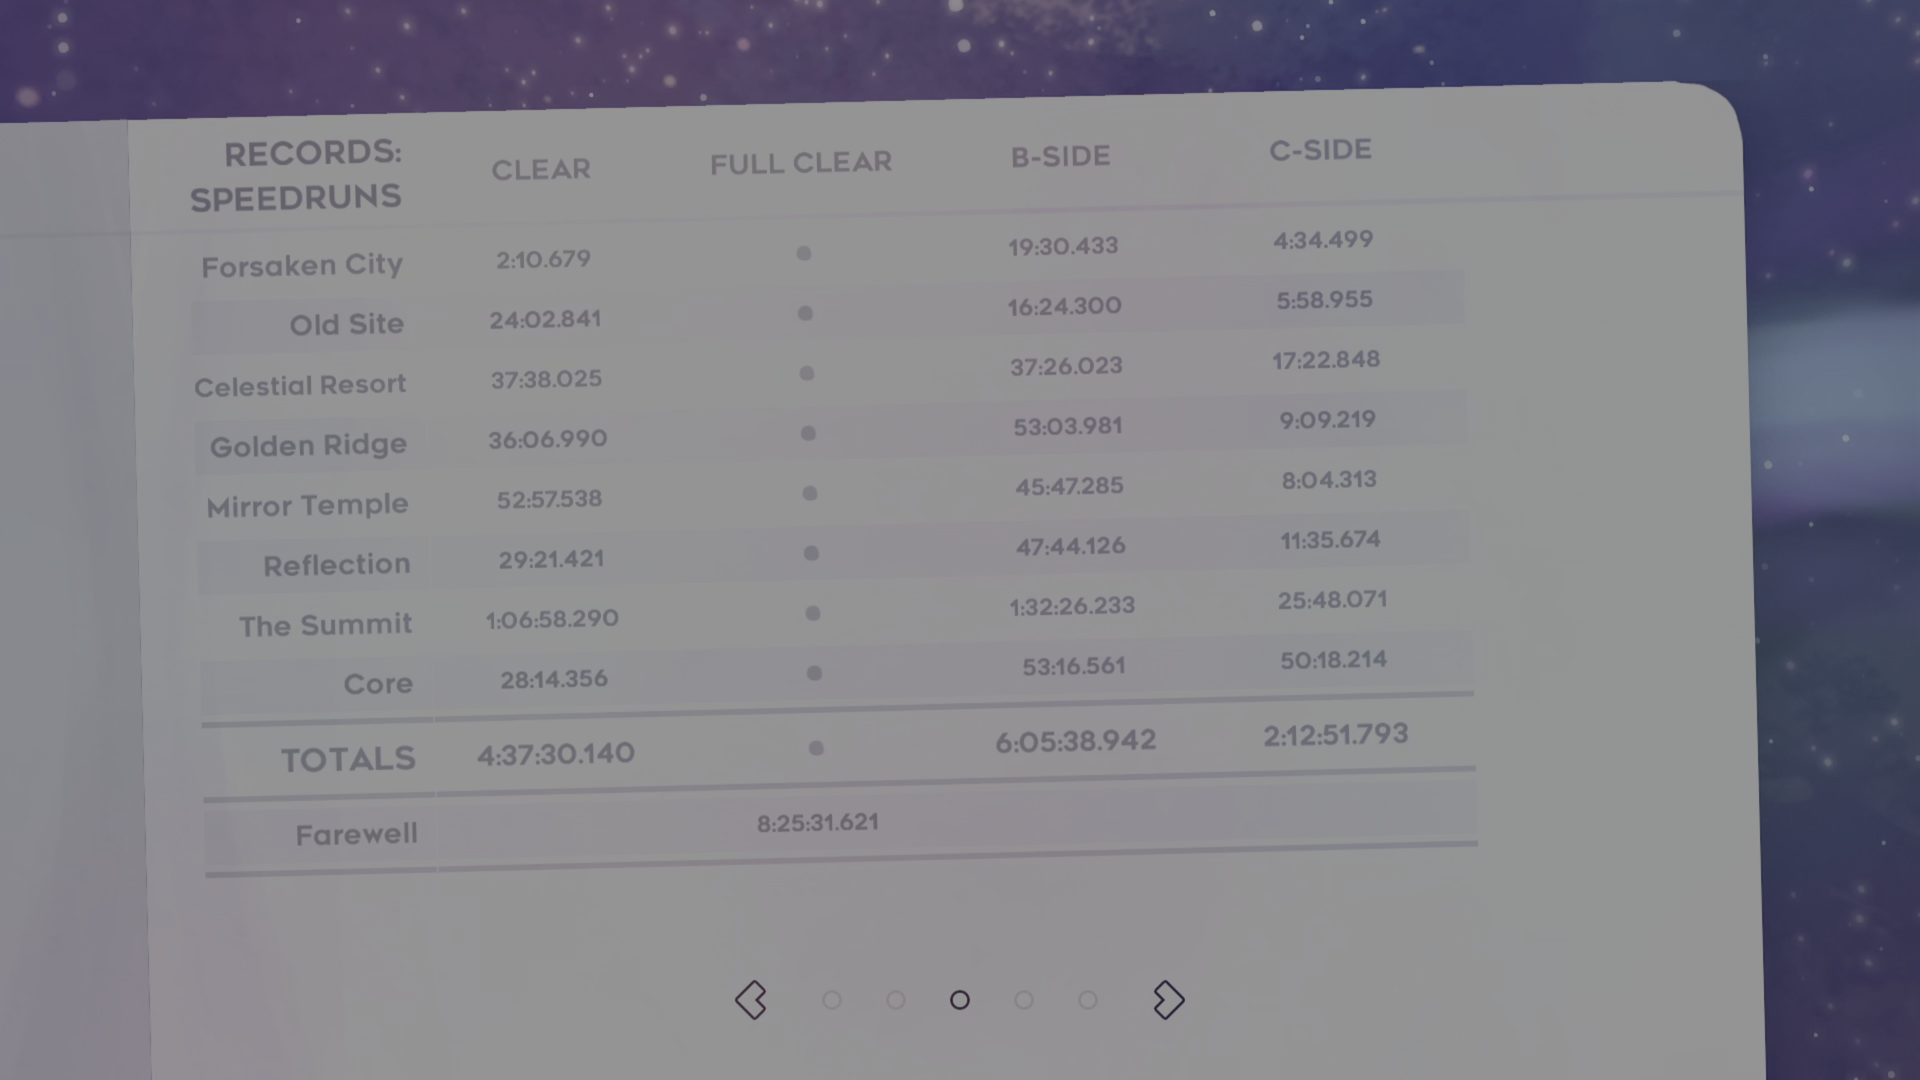 RECORDS:
SPEEDRUNS CLEAR FULL CLEAR B-SIDE C-SIDE
Forsaken City 2:10.679 19:30.433 4:34.499
Old Site 24:02.841 16:24.300 5:58.955
Celestial Resort 37:38.025 37:26.023 17:22.848
Golden Ridge 36:06.990 53:03.981 9:09.219
Mirror Temple 52:57.538 45:47.285 8:04.313
Reflection 29:21.421 47:44.126 11:35.674
The Summit 1:06:58.290 1:32:26.233 25:48.071
Core 28:14.356 53:16.561 50:18.214
TOTALS 4:37:30.140 6:05:38.942 2:12:51.793
Farewell 8:25:31.621